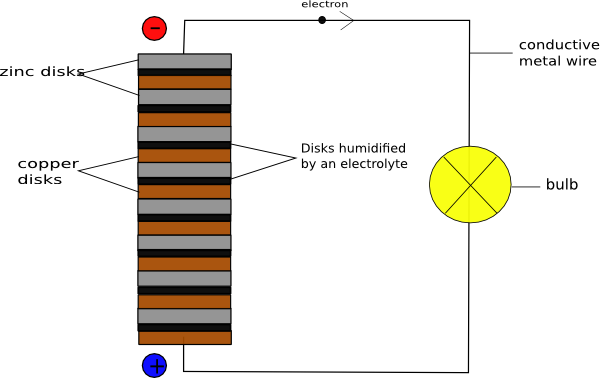 electron
−
conductive
metal wire
zinc disks
Disks humidified
by an electrolyte
copper
disks
bulb
+